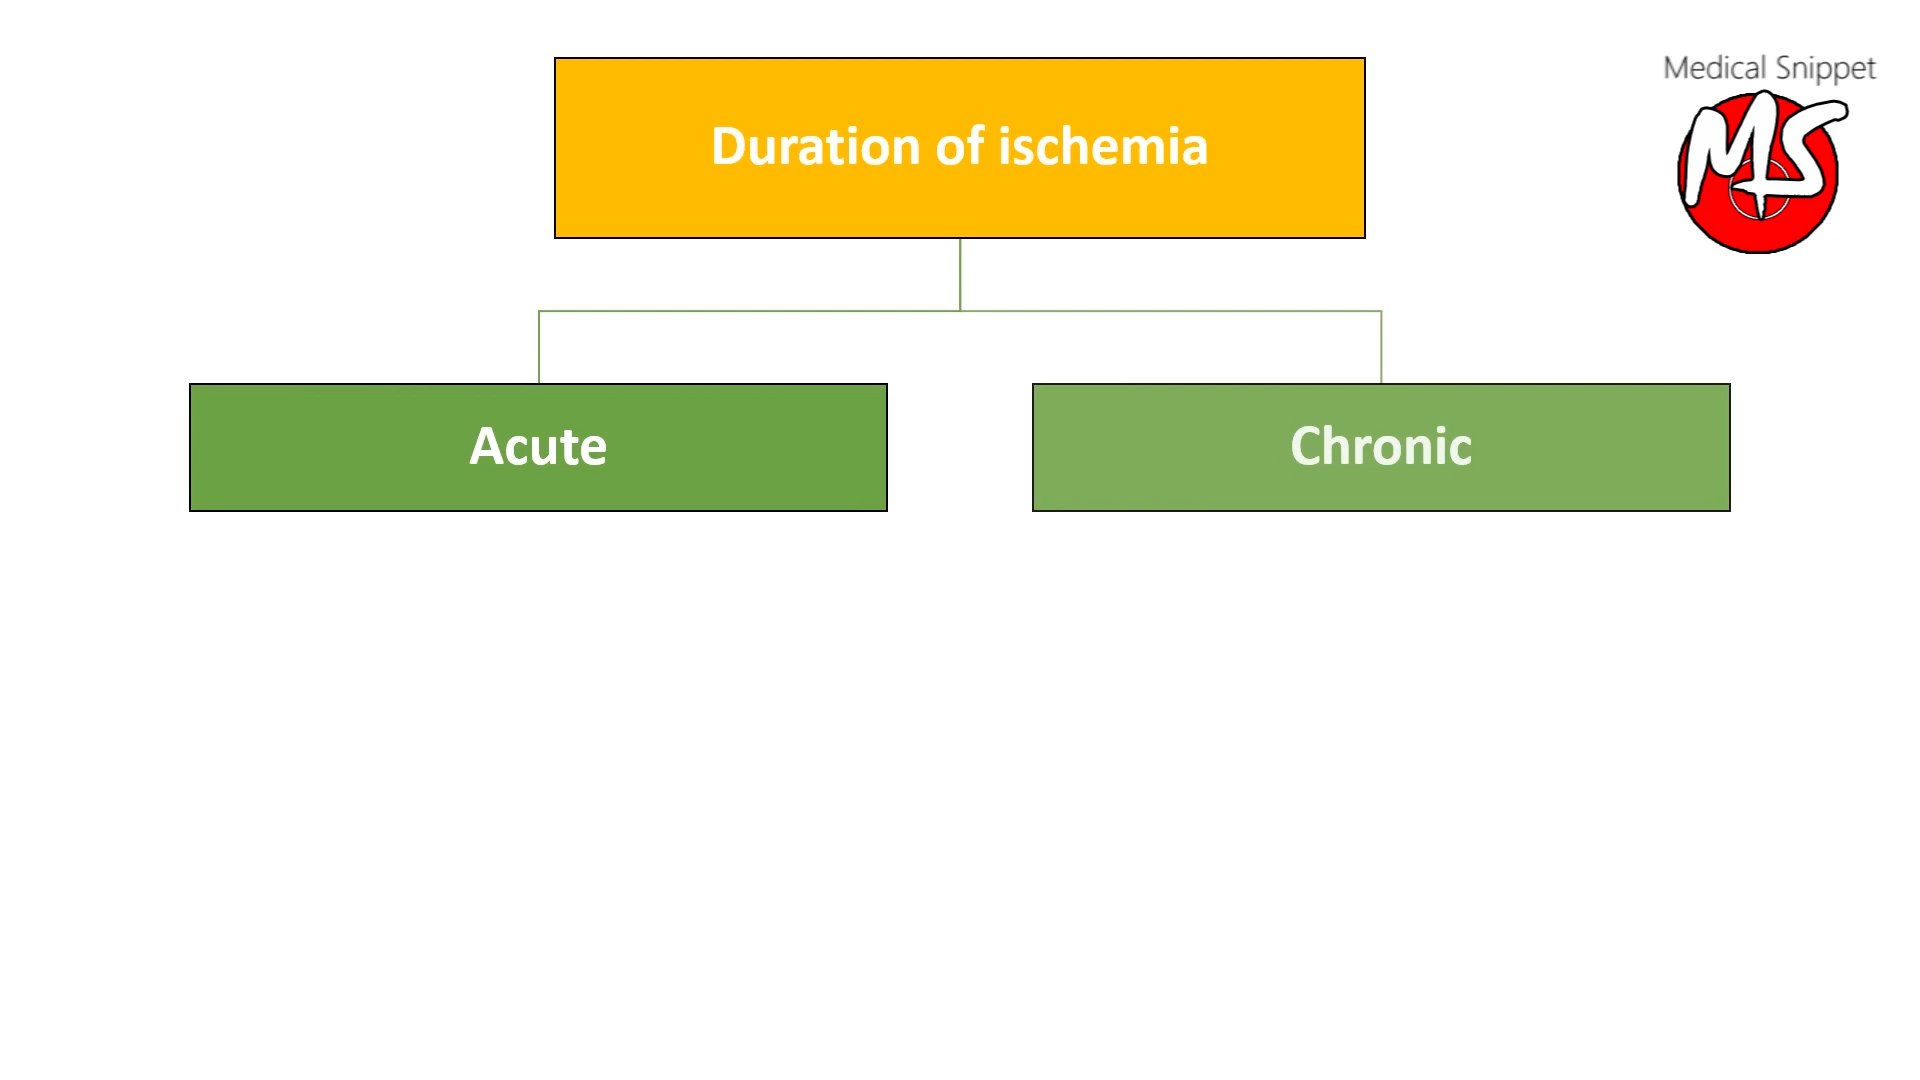 Medical Snippet
MS
Duration of ischemia
Acute
Chronic